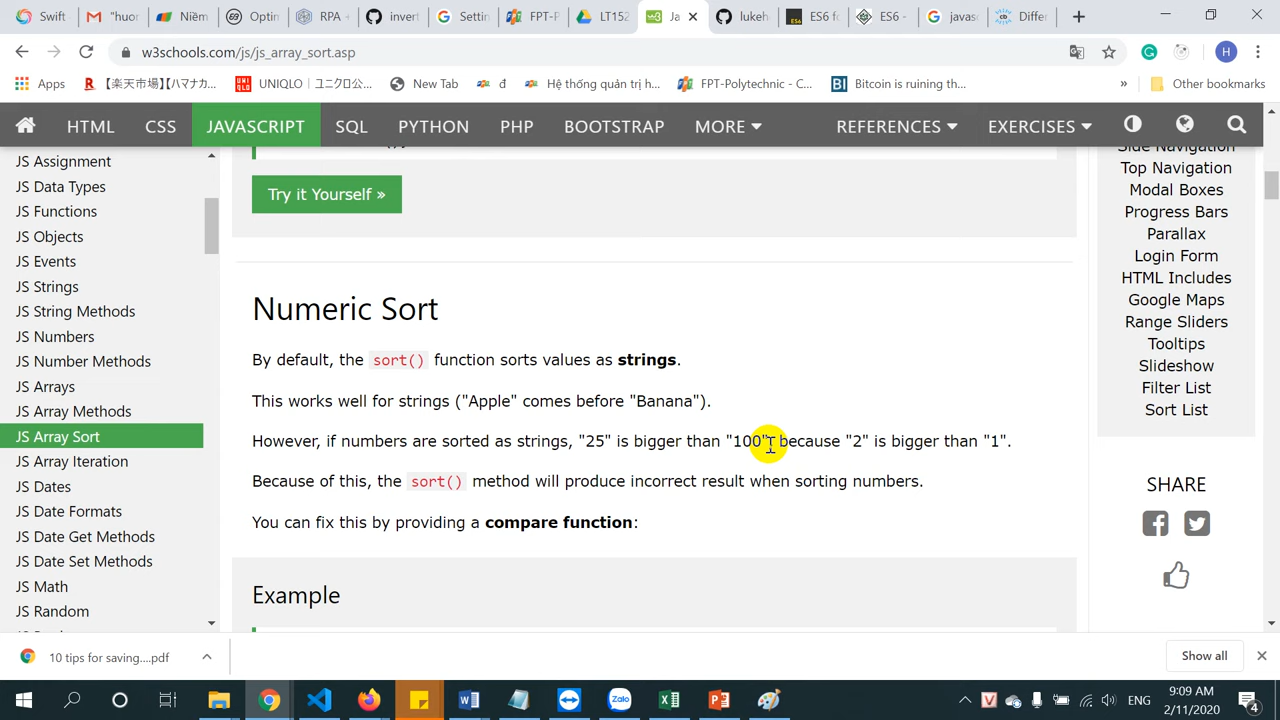 Swift
"huor
Niềm
Optin
RPA +
invert
Settin
FPT-P
LT152
Ja
lukeh
ES6 fo
ES6 -
javas
Differ
w3schools.com/js/js_array_sort.asp
H
Apps
【楽天市場】【ハマナカ...
UNIQLO｜ユニクロ公...
New Tab
đ
Hệ thống quản trị h...
FPT-Polytechnic - C...
BI
Bitcoin is ruining th...
»
Other bookmarks
HTML CSS JAVASCRIPT SQL PYTHON PHP BOOTSTRAP MORE REFERENCES EXERCISES
JS Assignment
JS Data Types
JS Functions
JS Objects
JS Events
JS Strings
JS String Methods
JS Numbers
JS Number Methods
JS Arrays
JS Array Methods
JS Array Sort
JS Array Iteration
JS Dates
JS Date Formats
JS Date Get Methods
JS Date Set Methods
JS Math
JS Random
Try it Yourself »
Numeric Sort
By default, the sort() function sorts values as strings.
This works well for strings ("Apple" comes before "Banana").
However, if numbers are sorted as strings, "25" is bigger than "100", because "2" is bigger than "1".
Because of this, the sort() method will produce incorrect result when sorting numbers.
You can fix this by providing a compare function:
Example
Side Navigation
Top Navigation
Modal Boxes
Progress Bars
Parallax
Login Form
HTML Includes
Google Maps
Range Sliders
Tooltips
Slideshow
Filter List
Sort List
SHARE
10 tips for saving....pdf
Show all
ENG
9:09 AM
2/11/2020
4